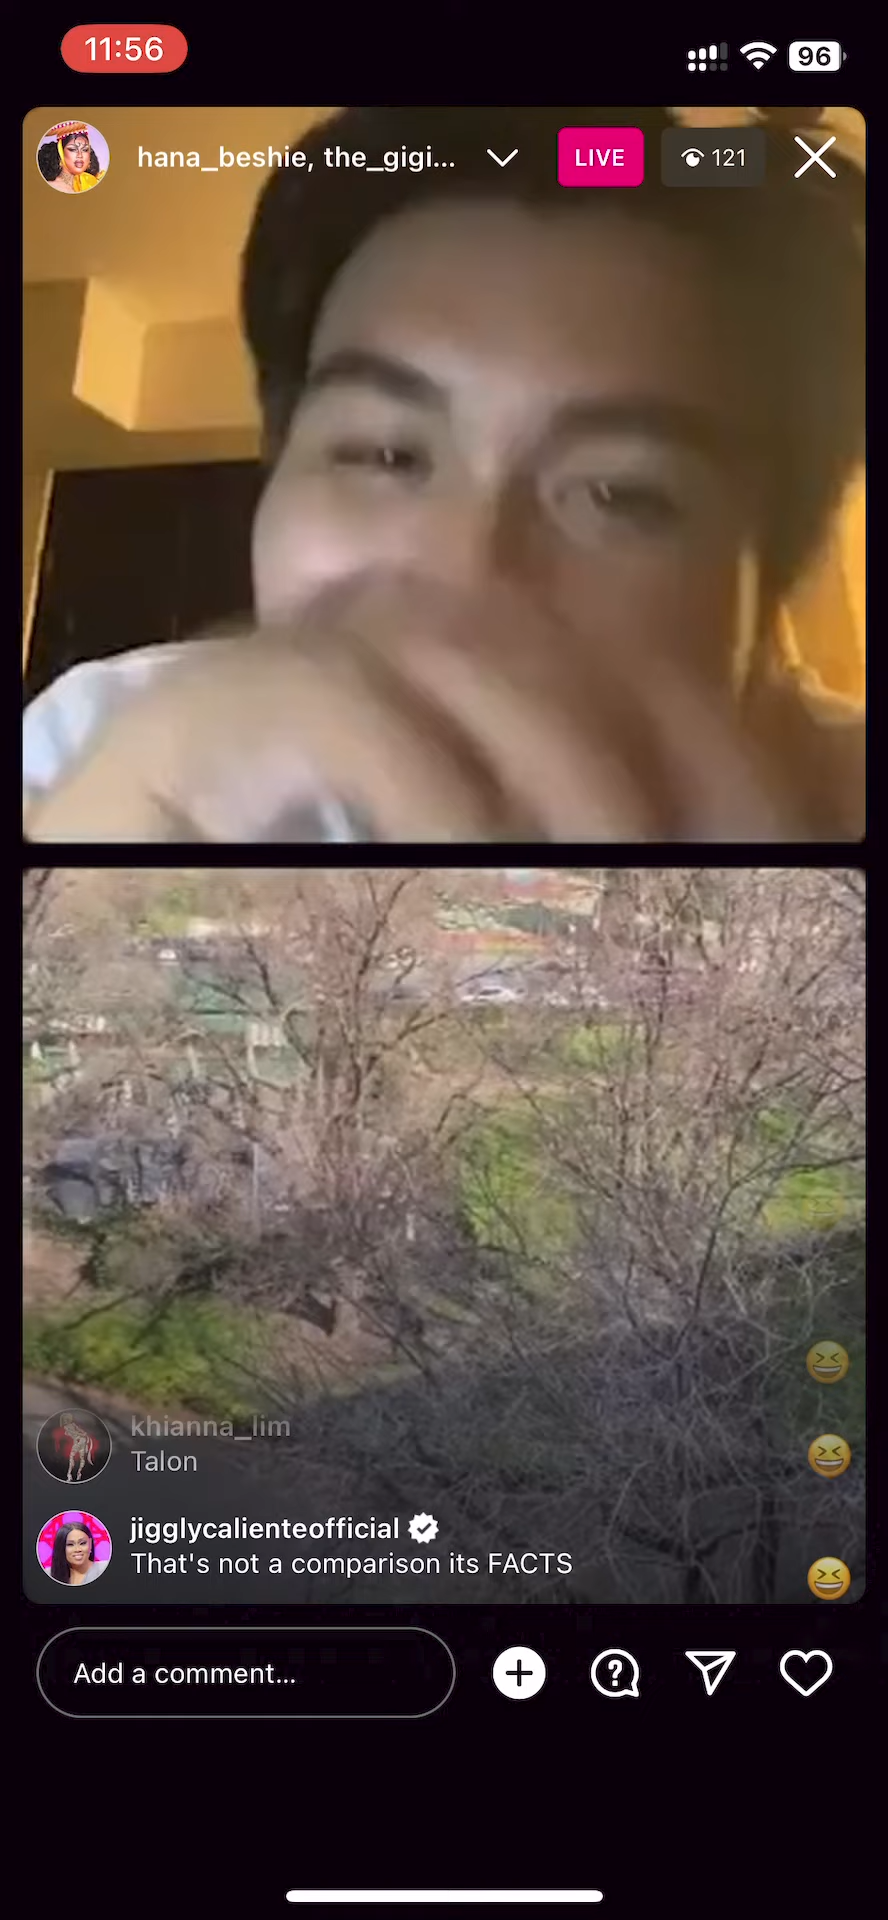 11:56
96
hana_beshie, the_gigi...
LIVE
121
khianna_lim
Talon
jigglycalienteofficial
That's not a comparison its FACTS
Add a comment...